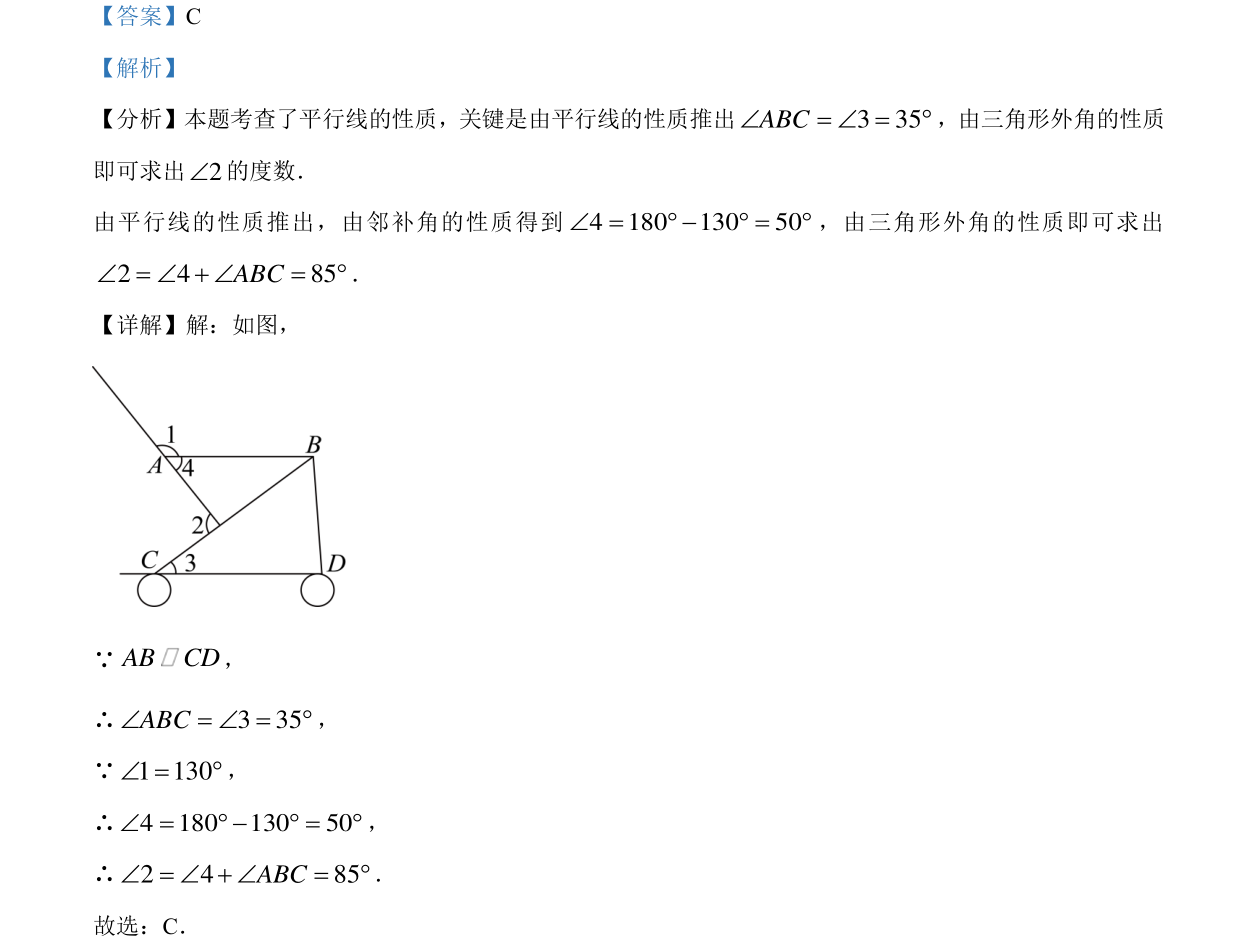 【答案】C
【解析】
【分析】本题考查了平行线的性质，关键是由平行线的性质推出∠ABC = ∠3 = 35°，由三角形外角的性质
即可求出∠2的度数．
由平行线的性质推出，由邻补角的性质得到∠4 = 180° − 130° = 50°，由三角形外角的性质即可求出
∠2 = ∠4 + ∠ABC = 85°．
【详解】解：如图，
1
B
A 4
2
C 3 D
∵ AB▱CD，
∴ ∠ABC = ∠3 = 35°，
∵ ∠1 = 130°，
∴ ∠4 = 180° − 130° = 50°，
∴ ∠2 = ∠4 + ∠ABC = 85°．
故选：C．